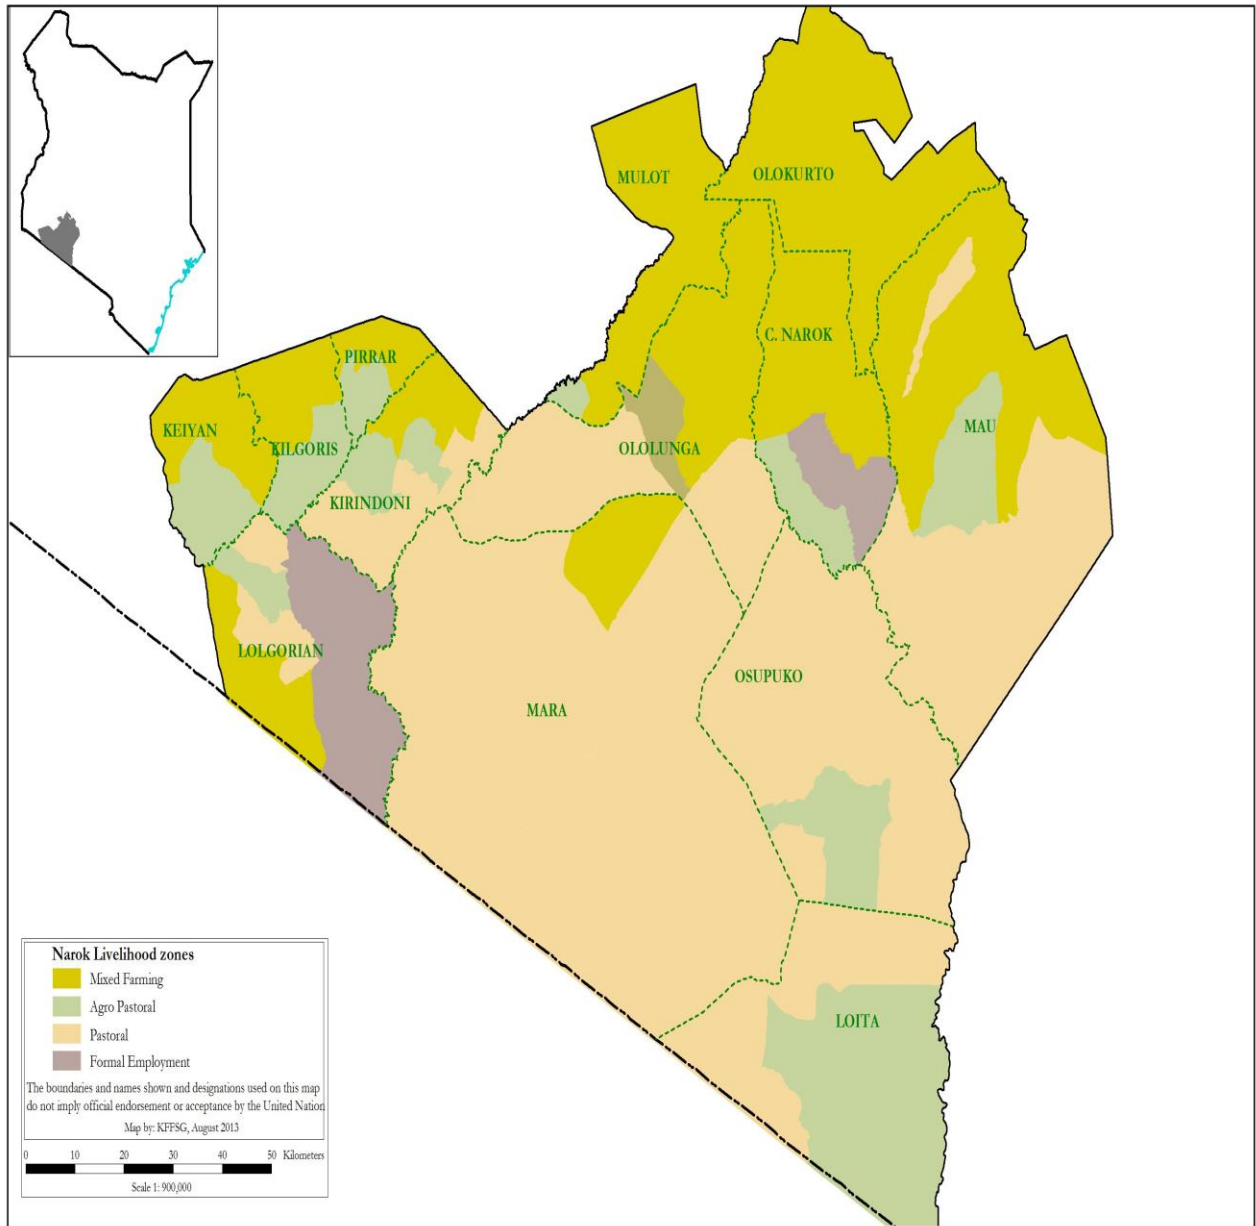 MULOT
OLOKURTO
C. NAROK
PIRRAR
KEIYAN
KILGORIS
OLOLUNGA
MAU
KIRINDONI
LOLGORIAN
OSUPUKO
MARA
LOITA
Narok Livelihood zones
Mixed Farming
Agro Pastoral
Pastoral
Formal Employment
The boundaries and names shown and designations used on this map
do not imply official endorsement or acceptance by the United Nation
Map by: KFFSG, August 2013
0 10 20 30 40 50 Kilometers
Scale 1: 900,000